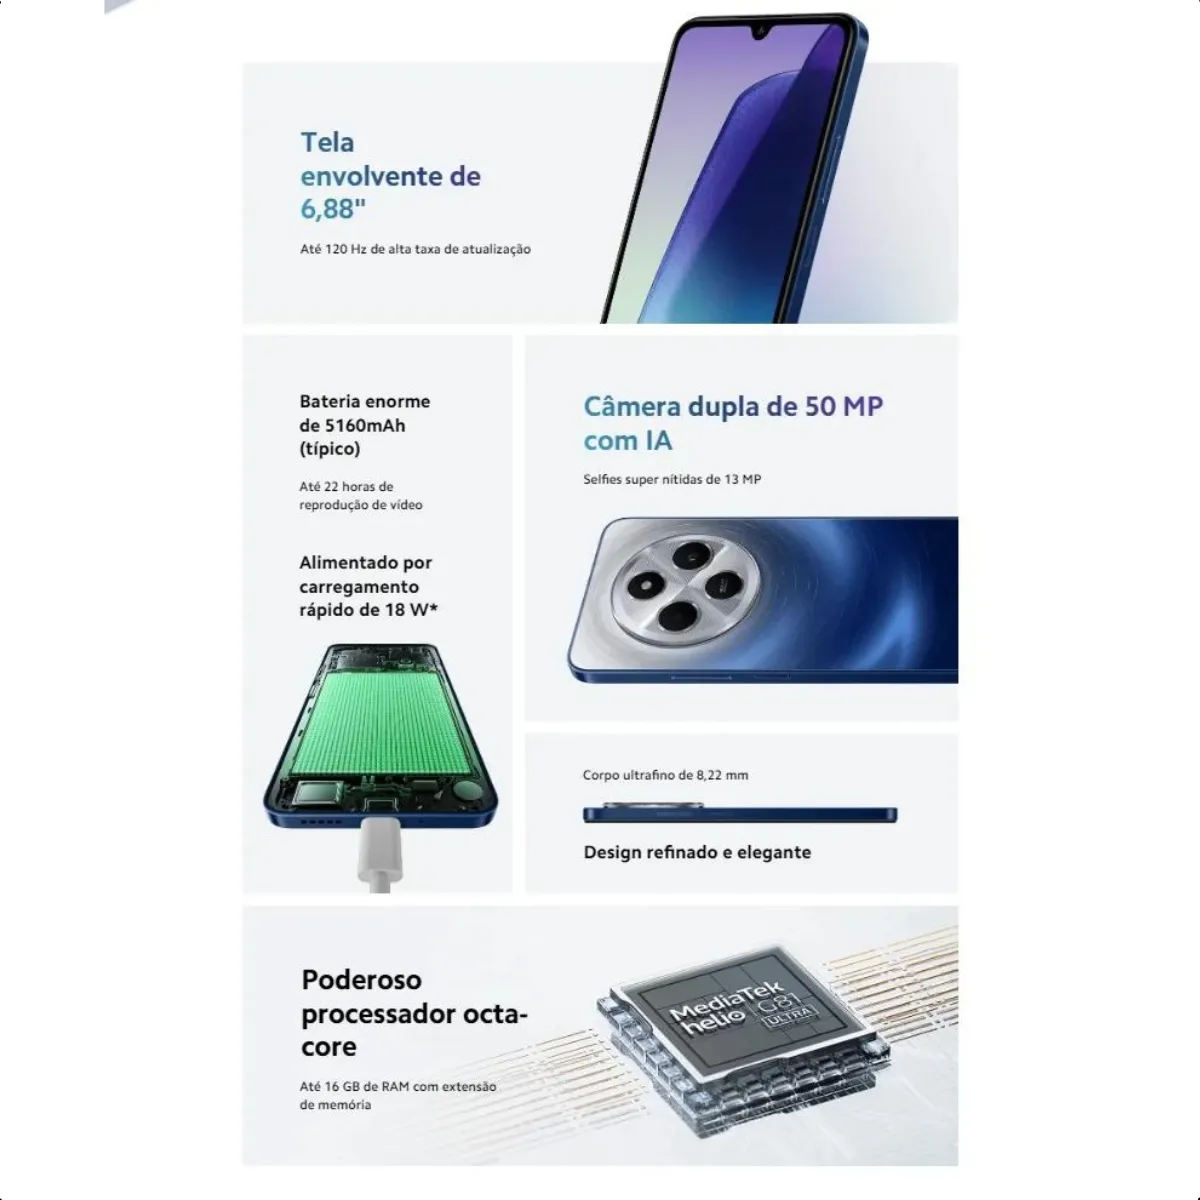 Tela
envolvente de
6,88"
Até 120 Hz de alta taxa de atualização
Bateria enorme
de 5160mAh
(típico)
Até 22 horas de
reprodução de vídeo
Alimentado por
carregamento
rápido de 18 W*
Câmera dupla de 50 MP
com IA
Selfies super nítidas de 13 MP
Corpo ultrafino de 8,22 mm
Design refinado e elegante
Poderoso
processador octa-
core
Até 16 GB de RAM com extensão
de memória
MediaTek
helio G81
ULTRA